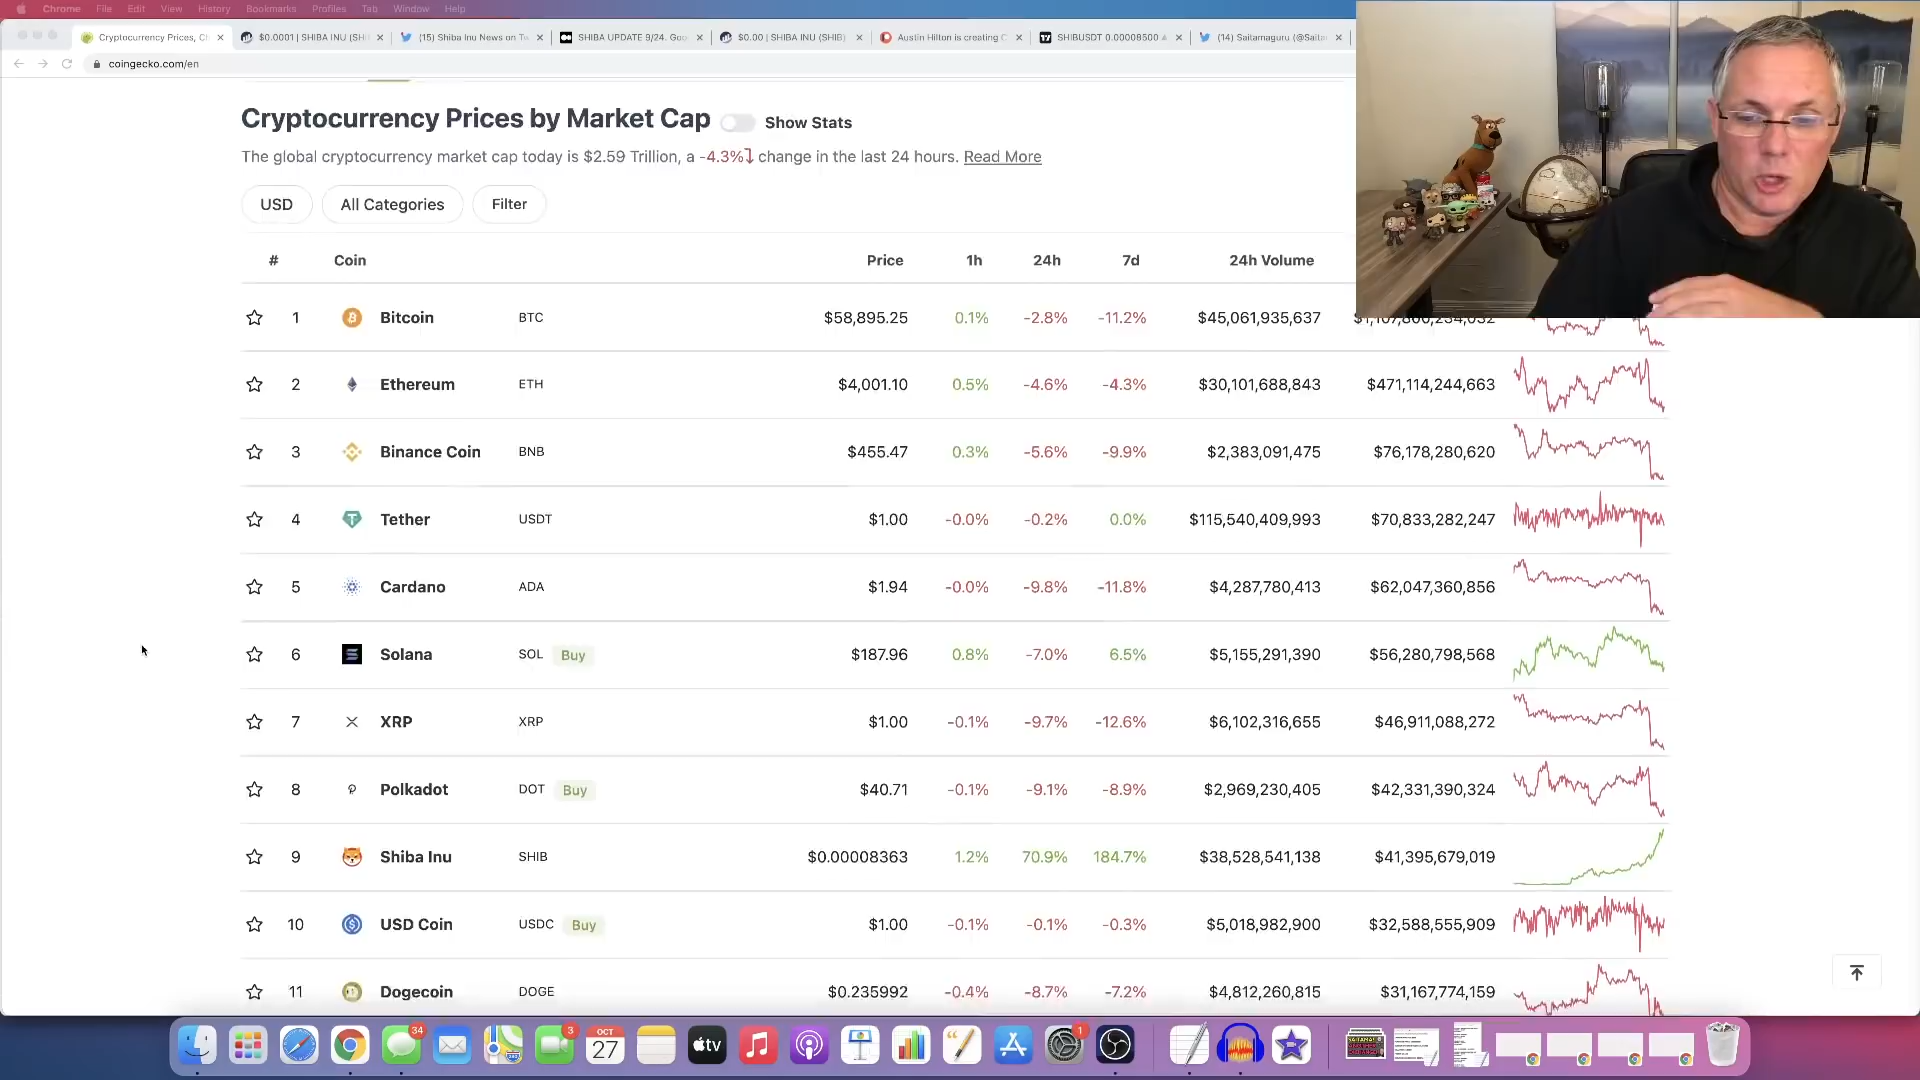 Chrome File Edit View History Bookmarks Profiles Tab Window Help
Cryptocurrency Prices, C $0.0001 | SHIBA INU (SHI (15) Shiba Inu News on Tw SHIBA UPDATE 9/24. Goo $0.00 | SHIBA INU (SHIB) Austin Hilton is creating C SHIBUSDT 0.00008500 ▲ (14) Saitamaguru (@Saita
coingecko.com/en
Cryptocurrency Prices by Market Cap Show Stats
The global cryptocurrency market cap today is $2.59 Trillion, a -4.3% change in the last 24 hours. Read More
USD All Categories Filter
# Coin Price 1h 24h 7d 24h Volume
1 Bitcoin BTC $58,895.25 0.1% -2.8% -11.2% $45,061,935,637
2 Ethereum ETH $4,001.10 0.5% -4.6% -4.3% $30,101,688,843 $471,114,244,663
3 Binance Coin BNB $455.47 0.3% -5.6% -9.9% $2,383,091,475 $76,178,280,620
4 Tether USDT $1.00 -0.0% -0.2% 0.0% $115,540,409,993 $70,833,282,247
5 Cardano ADA $1.94 -0.0% -9.8% -11.8% $4,287,780,413 $62,047,360,856
6 Solana SOL Buy $187.96 0.8% -7.0% 6.5% $5,155,291,390 $56,280,798,568
7 XRP XRP $1.00 -0.1% -9.7% -12.6% $6,102,316,655 $46,911,088,272
8 Polkadot DOT Buy $40.71 -0.1% -9.1% -8.9% $2,969,230,405 $42,331,390,324
9 Shiba Inu SHIB $0.00008363 1.2% 70.9% 184.7% $38,528,541,138 $41,395,679,019
10 USD Coin USDC Buy $1.00 -0.1% -0.1% -0.3% $5,018,982,900 $32,588,555,909
11 Dogecoin DOGE $0.235992 -0.4% -8.7% -7.2% $4,812,260,815 $31,167,774,159
34 3 OCT 27 tv 1